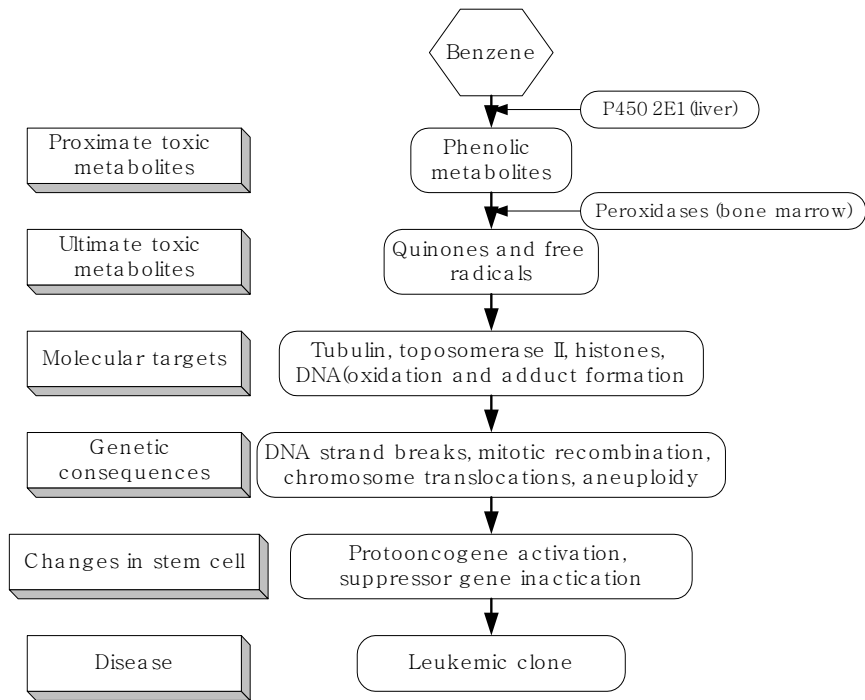 Benzene
P450 2E1 (liver)
Proximate toxic
metabolites
Phenolic
metabolites
Peroxidases (bone marrow)
Ultimate toxic
metabolites
Quinones and free
radicals
Molecular targets
Tubulin, toposomerase Ⅱ, histones,
DNA(oxidation and adduct formation
Genetic
consequences
DNA strand breaks, mitotic recombination,
chromosome translocations, aneuploidy
Changes in stem cell
Protooncogene activation,
suppressor gene inactication
Disease
Leukemic clone